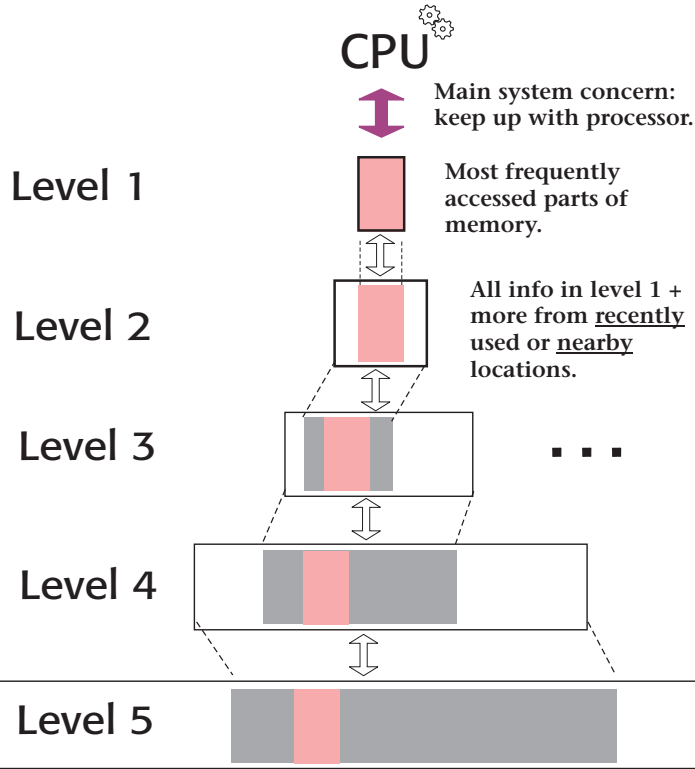 CPU
Main system concern:
keep up with processor.
Level 1
Most frequently
accessed parts of
memory.
Level 2
All info in level 1 +
more from recently
used or nearby
locations.
Level 3
...
Level 4
Level 5